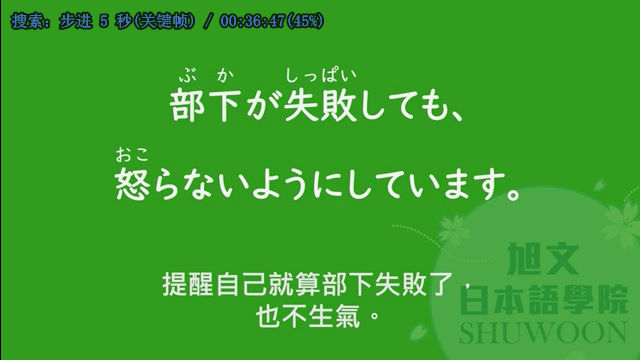 搜索: 步进 5 秒(关键帧) / 00:36:47(45%)
ぶか しっぱい
部下が失敗しても、
おこ
怒らないようにしています。
提醒自己就算部下失敗了，
也不生氣。
旭文
日本語學院
SHUWOON